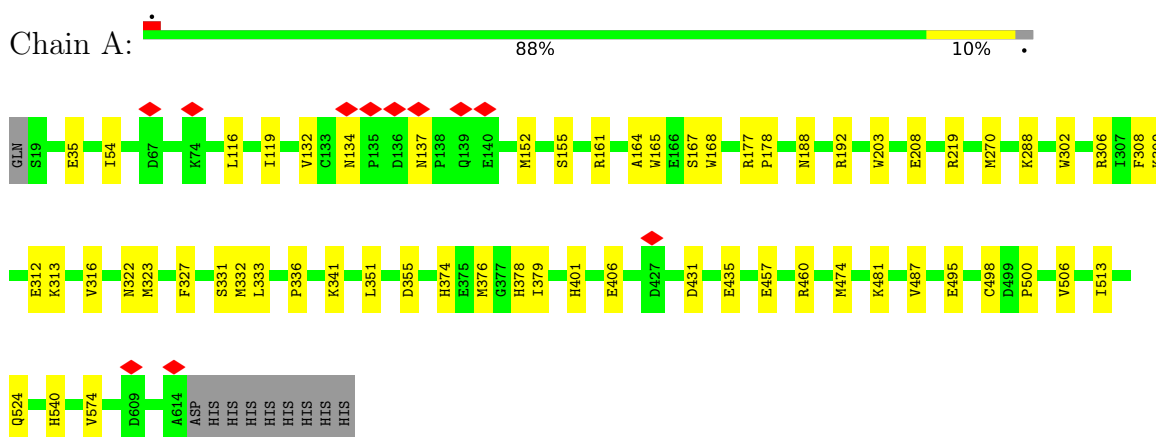 Chain A:
88% 10%
GLN S19 E35 I54 D67 K74 L116 I119 V132 C133 N134 P135 D136 N137 P138 Q139 E140 M152 S155 R161 A164 W165 E166 S167 W168 R177 P178 N188 R192 W203 E208 R219 M270 K288 W302 R306 I307 F308
E312 K313 V316 N322 M323 F327 S331 M332 L333 P336 K341 L351 D355 H374 E375 M376 G377 H378 I379 H401 E406 D427 D431 E435 E457 R460 M474 K481 V487 E495 C498 D499 P500 V506 I513
Q524 H540 V574 D609 A614 ASP HIS HIS HIS HIS HIS HIS HIS